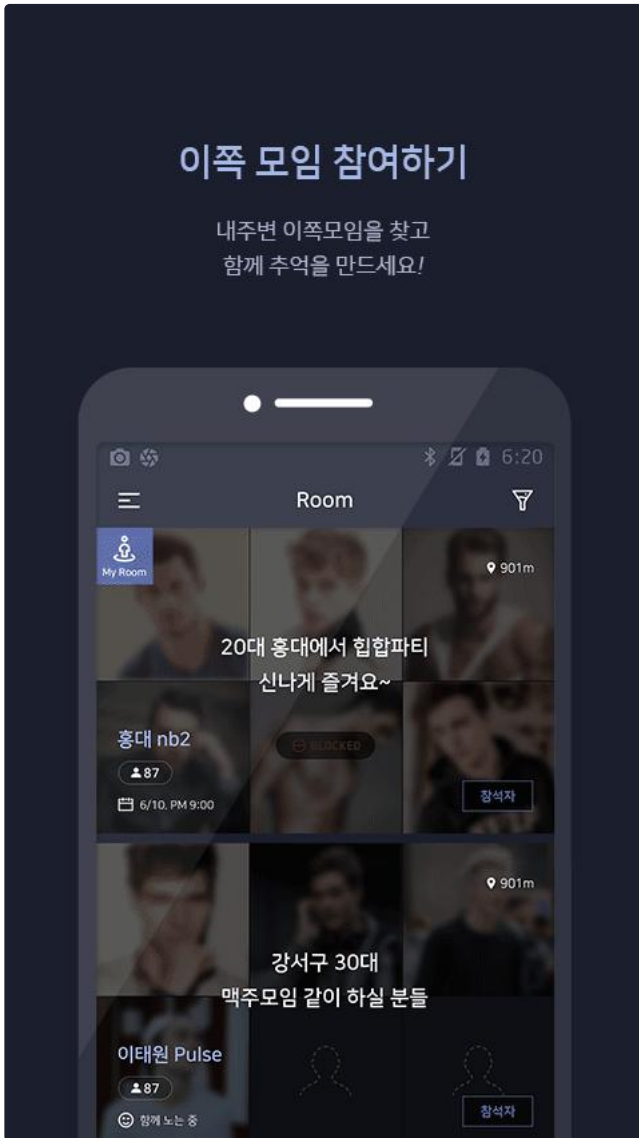 이쪽 모임 참여하기
내주변 이쪽모임을 찾고
함께 추억을 만드세요!
6:20
Room
My Room
901m
20대 홍대에서 힙합파티
신나게 즐겨요~
홍대 nb2
BLOCKED
87
6/10. PM 9:00
참석자
901m
강서구 30대
맥주모임 같이 하실 분들
이태원 Pulse
87
함께 노는 중
참석자